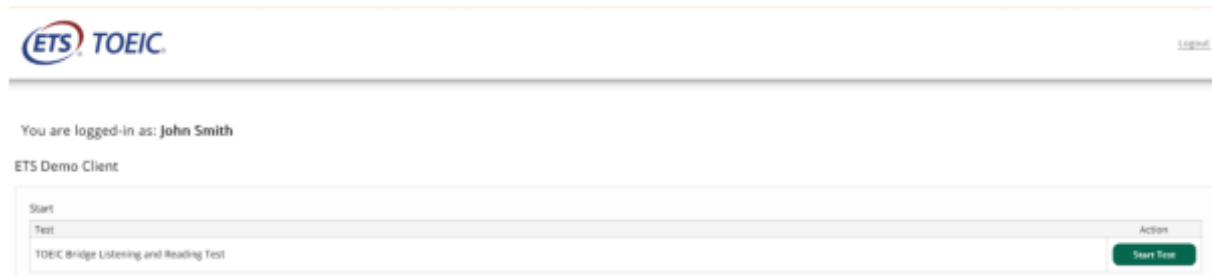 ETS TOEIC.
Logout
You are logged-in as: John Smith
ETS Demo Client
Start
Test Action
TOEIC Bridge Listening and Reading Test Start Test